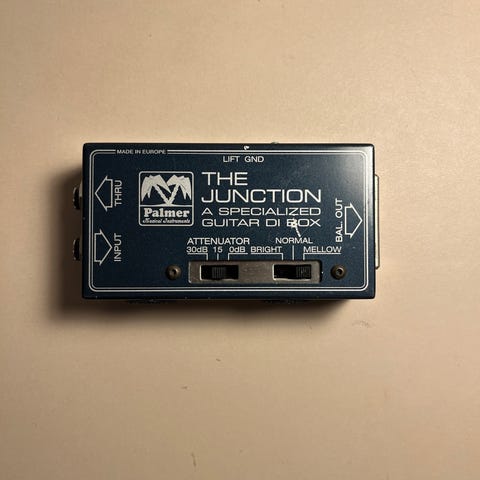 MADE IN EUROPE
LIFT GND
THRU
INPUT
Palmer
Musical Instruments
THE
JUNCTION
A SPECIALIZED
GUITAR DI BOX
BAL. OUT
ATTENUATOR
30dB 15 0dB
NORMAL
BRIGHT MELLOW